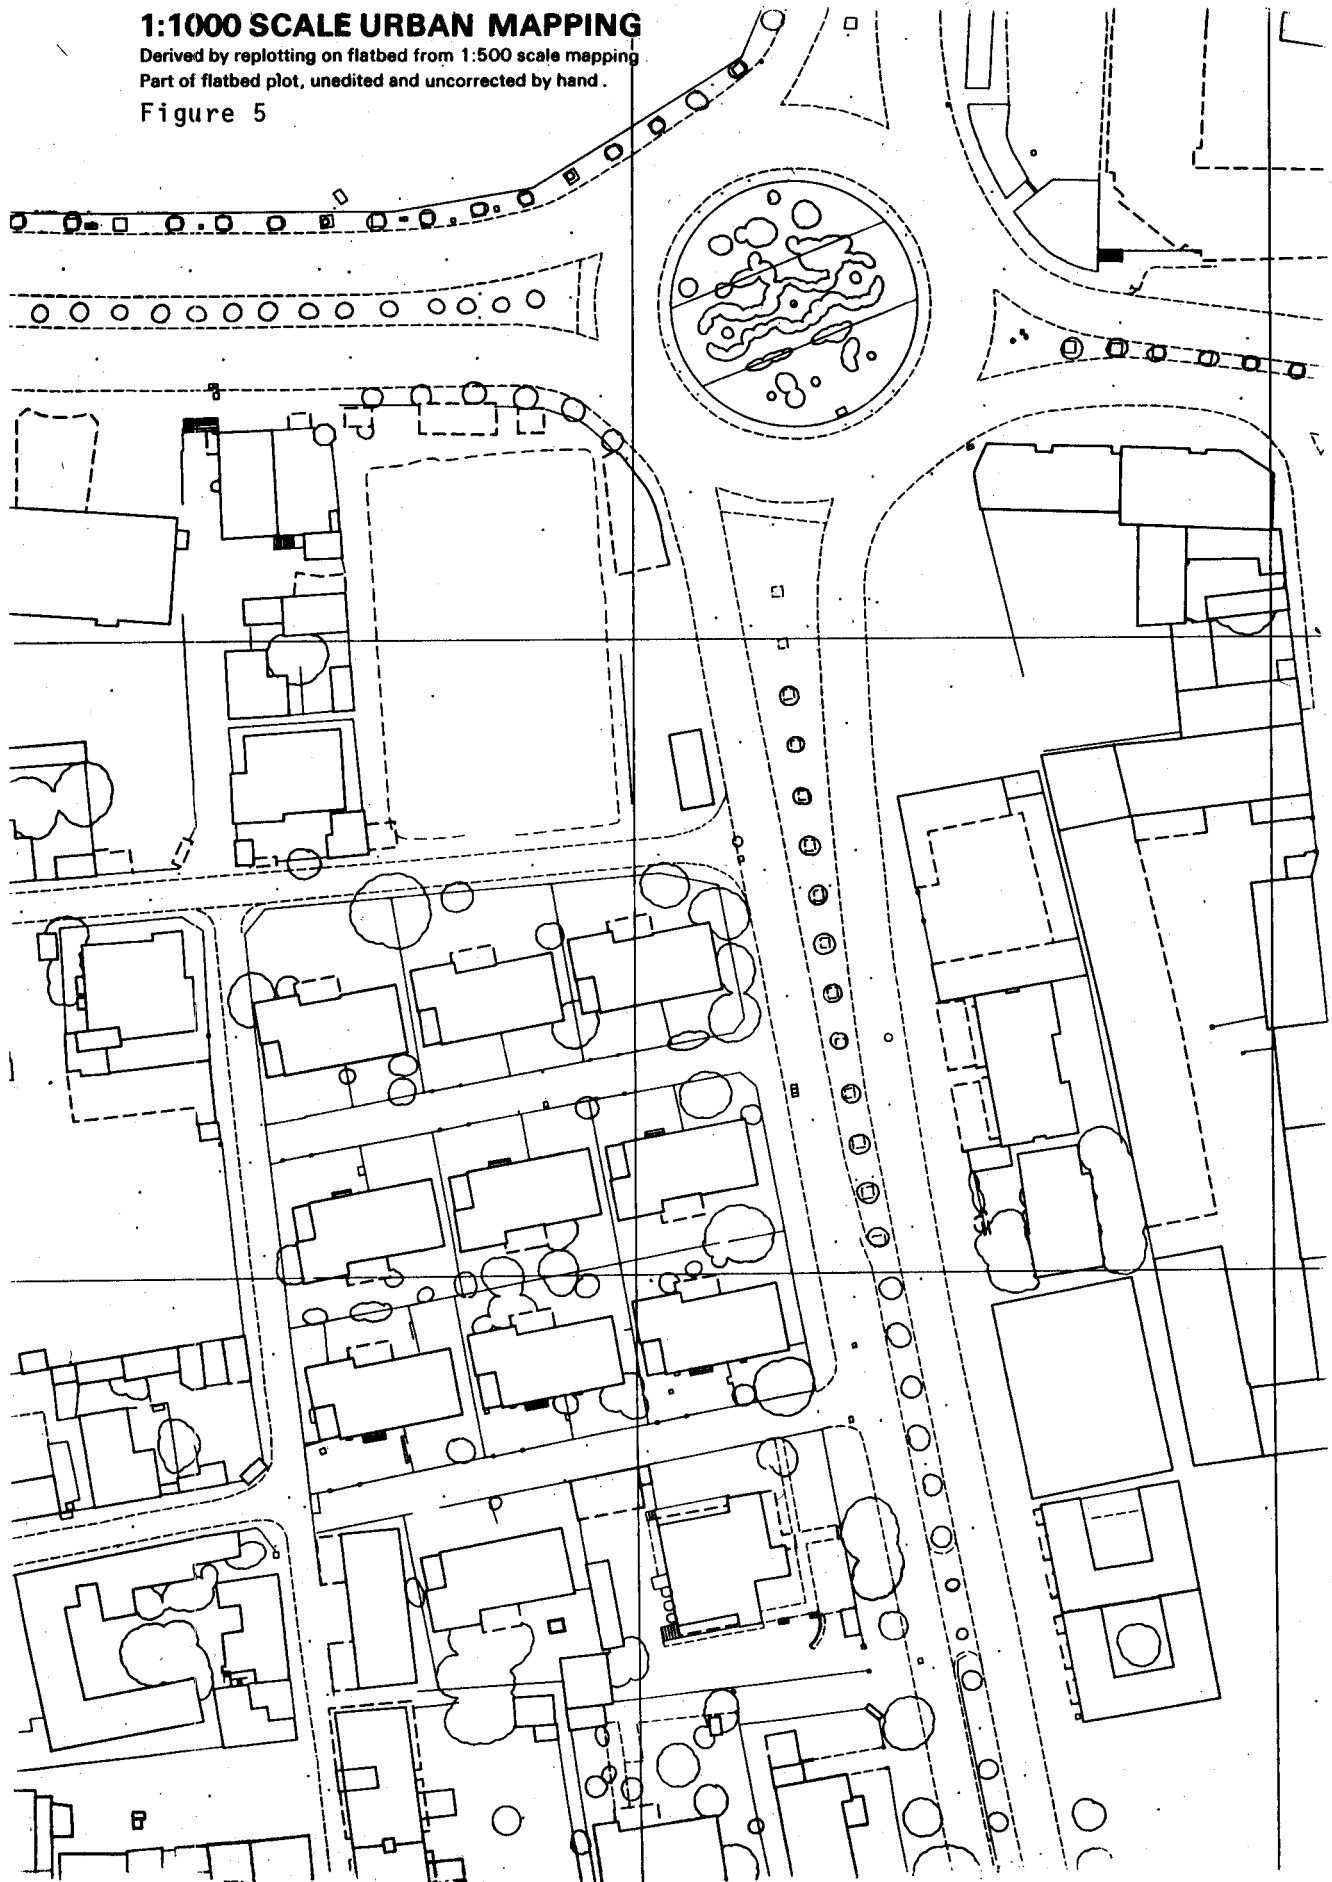 1:1000 SCALE URBAN MAPPING
Derived by replotting on flatbed from 1:500 scale mapping
Part of flatbed plot, unedited and uncorrected by hand.
Figure 5